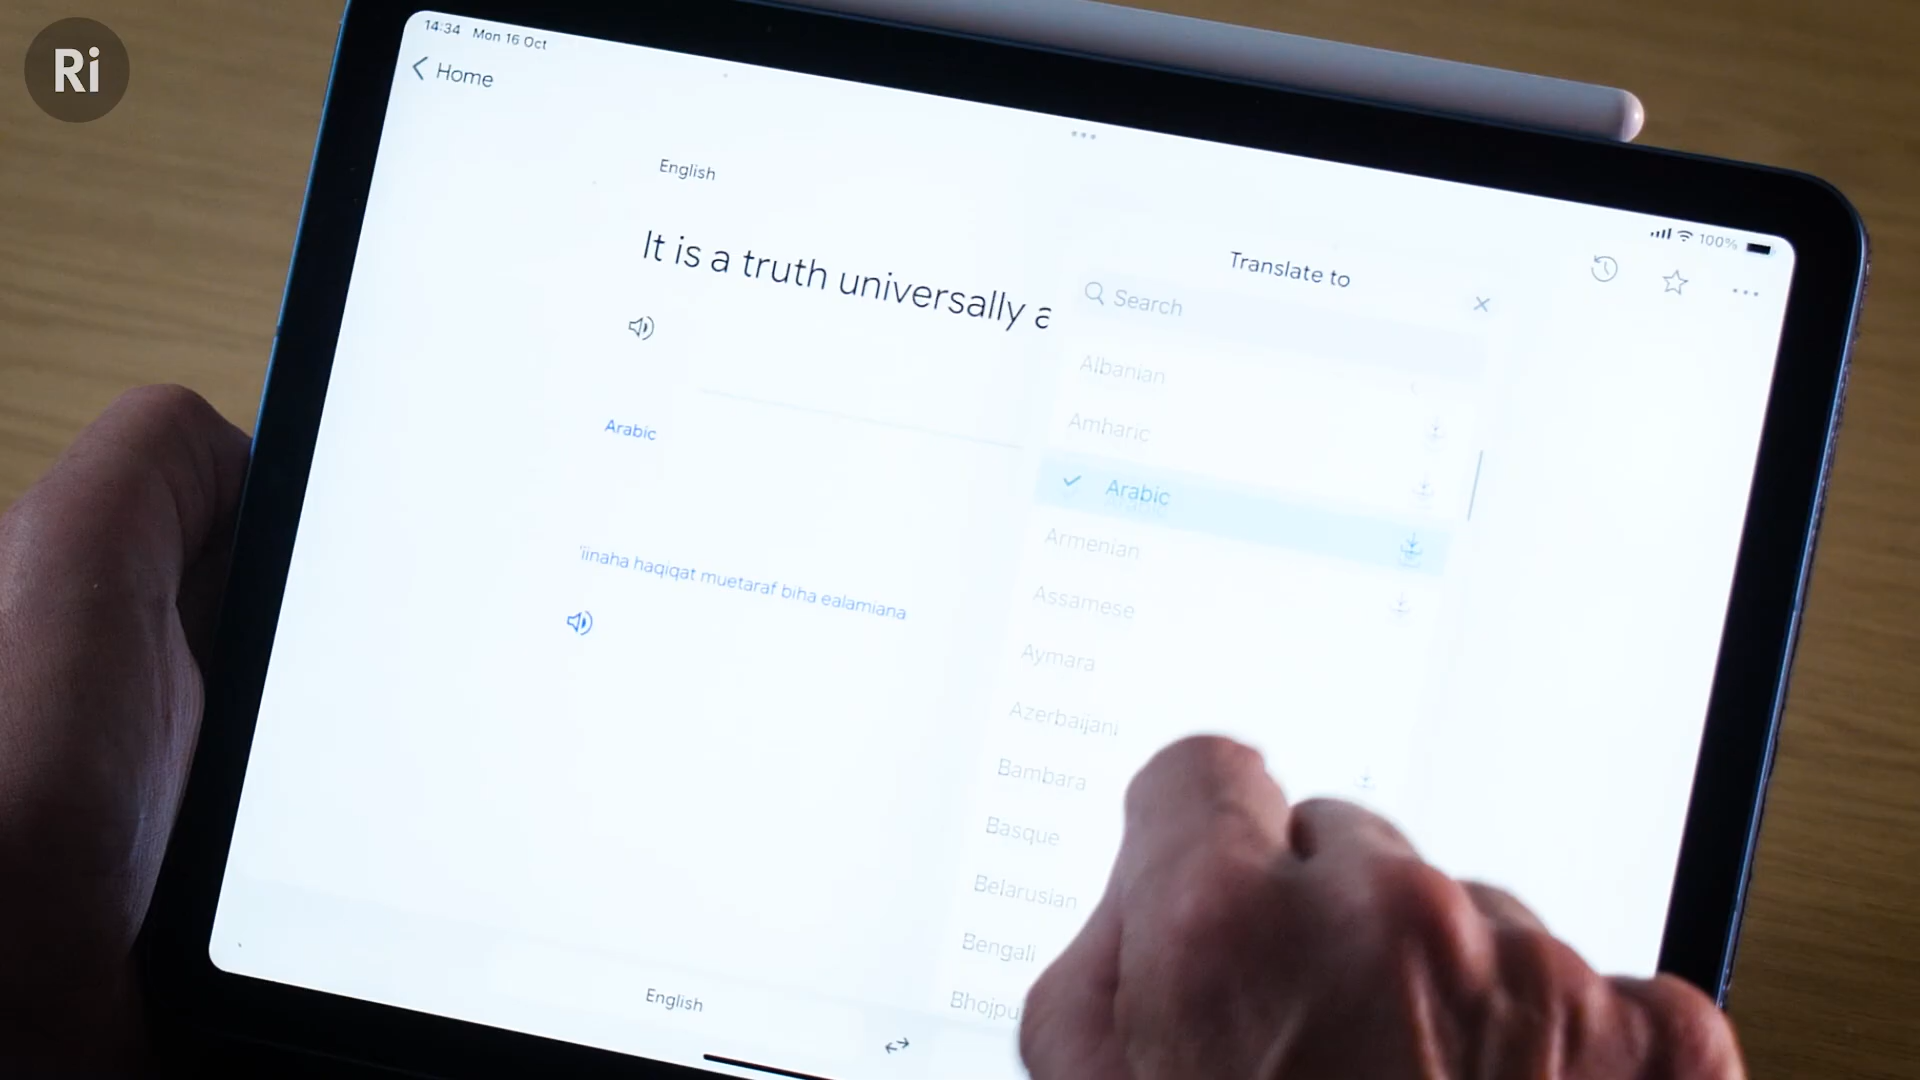 Ri
14:34 Mon 16 Oct
100%
Home
English
It is a truth universally a
Translate to
Search
Albanian
Amharic
Arabic
Armenian
Assamese
Aymara
Azerbaijani
Bambara
Basque
Belarusian
Bengali
Bhojpu
Arabic
'iinaha haqiqat muetaraf biha ealamiana
English